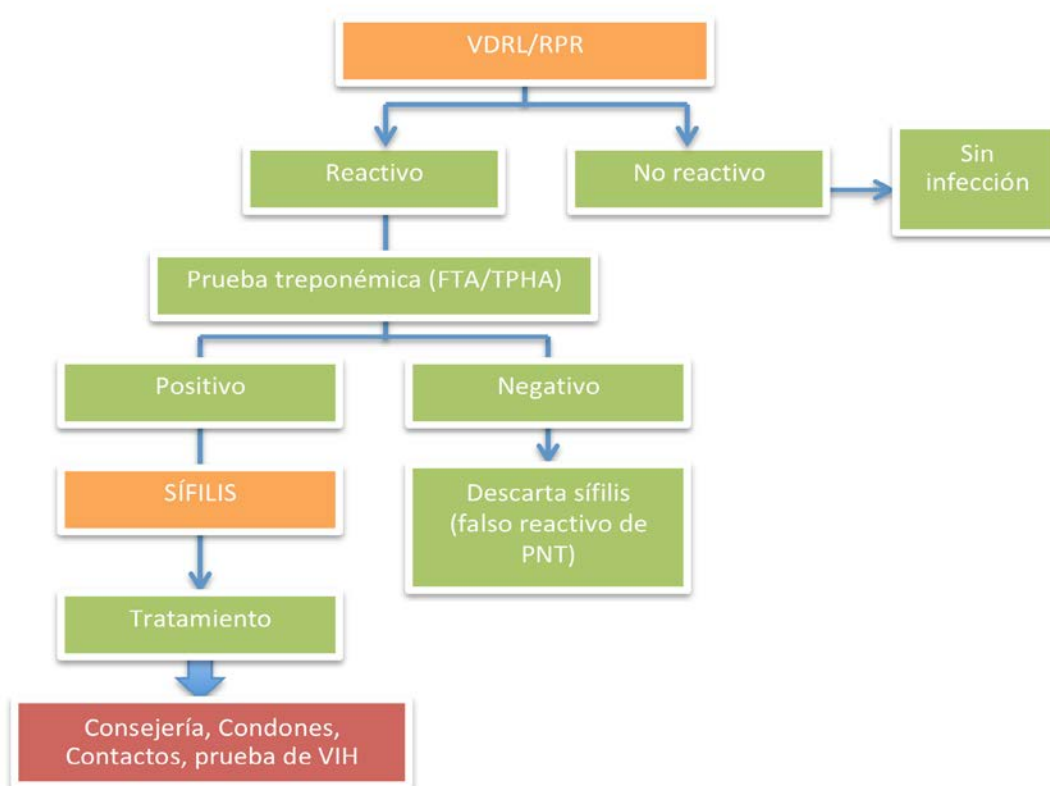 VDRL/RPR
Reactivo
No reactivo
Sin
infección
Prueba treponémica (FTA/TPHA)
Positivo
Negativo
SÍFILIS
Descarta sífilis
(falso reactivo de
PNT)
Tratamiento
Consejería, Condones,
Contactos, prueba de VIH